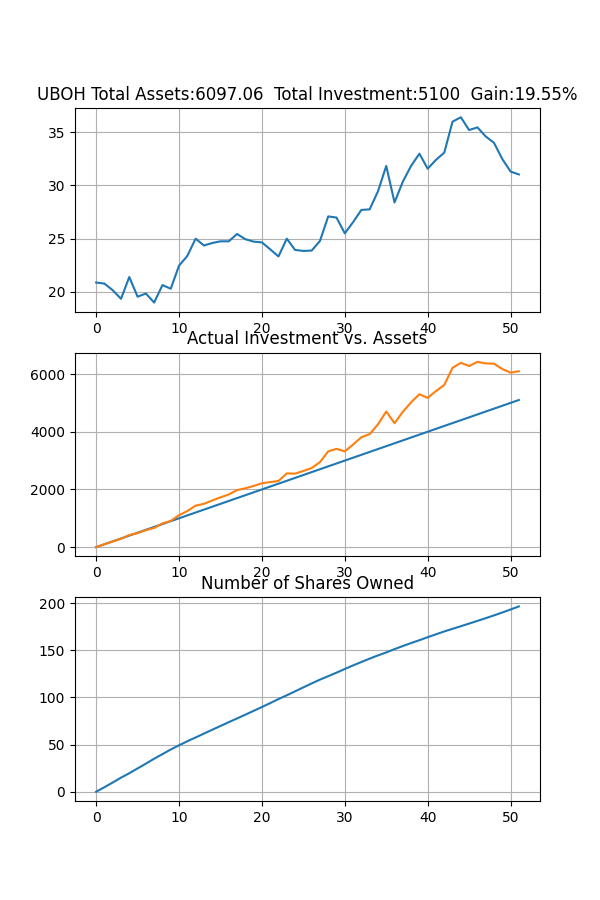 UBOH Total Assets:6097.06  Total Investment:5100  Gain:19.55%
35
30
25
20
0 10 20 30 40 50
Actual Investment vs. Assets
6000
4000
2000
0
0 10 20 30 40 50
Number of Shares Owned
200
150
100
50
0
0 10 20 30 40 50